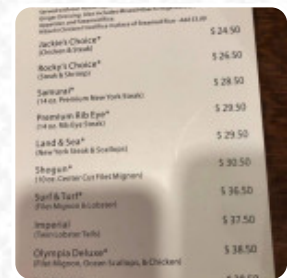 $ 24.50
Jackie's Choice*
(Chicken & Steak)
$ 26.50
Rocky's Choice*
(Steak & Shrimp)
$ 28.50
Samurai*
(14 oz. Premium New York Steak)
$ 29.50
Premium Rib Eye*
(14 oz. Rib Eye Steak)
$ 29.50
Land & Sea*
(New York Steak & Scallops)
$ 30.50
Shogun*
(10 oz. Center Cut Filet Mignon)
$ 36.50
Surf & Turf*
(Filet Mignon & Lobster)
$ 37.50
Imperial
(Twin Lobster Tails)
$ 38.50
Olympia Deluxe*
(Filet Mignon, Ocean Scallops, & Chicken)